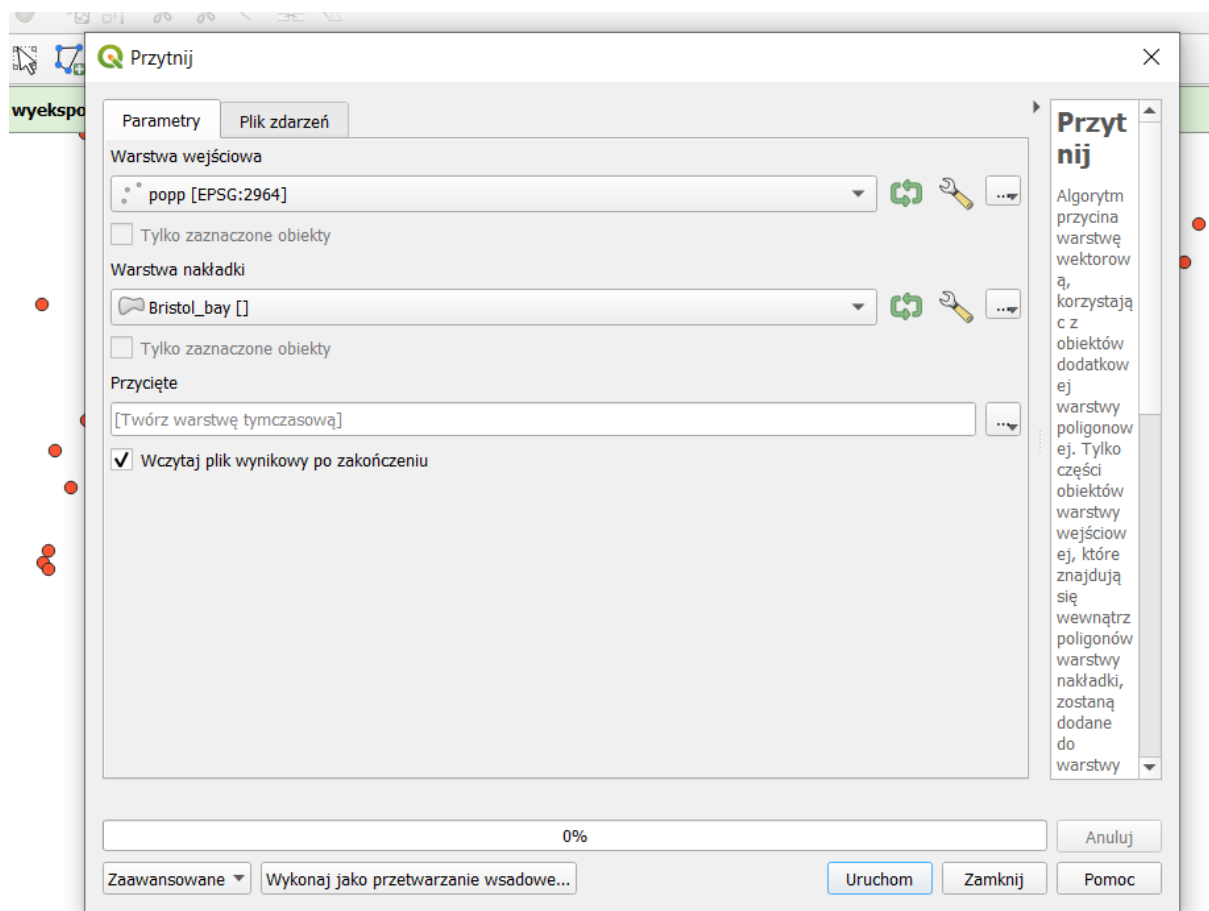 Przytnij
wyekspo
Parametry
Plik zdarzeń
Warstwa wejściowa
popp [EPSG:2964]
Tylko zaznaczone obiekty
Warstwa nakładki
Bristol_bay []
Tylko zaznaczone obiekty
Przycięte
[Twórz warstwę tymczasową]
Wczytaj plik wynikowy po zakończeniu
Przyt
nij
Algorytm
przycina
warstwę
wektorow
ą,
korzystają
c z
obiektów
dodatkow
ej
warstwy
poligonow
ej. Tylko
części
obiektów
warstwy
wejściow
ej, które
znajdują
się
wewnątrz
poligonów
warstwy
nakładki,
zostaną
dodane
do
warstwy
0%
Anuluj
Zaawansowane
Wykonaj jako przetwarzanie wsadowe...
Uruchom
Zamknij
Pomoc